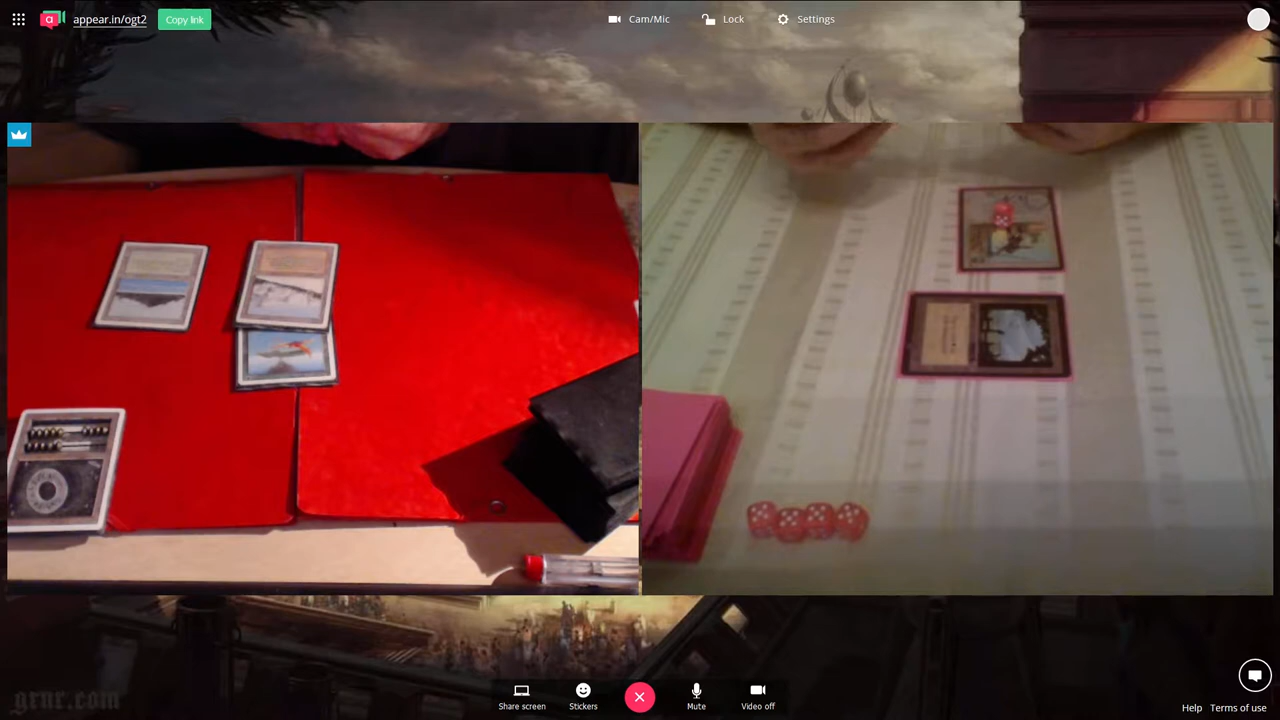 appear.in/ogt2
Copy link
Cam/Mic
Lock
Settings
grnr.com
Share screen
Stickers
Mute
Video off
Help
Terms of use